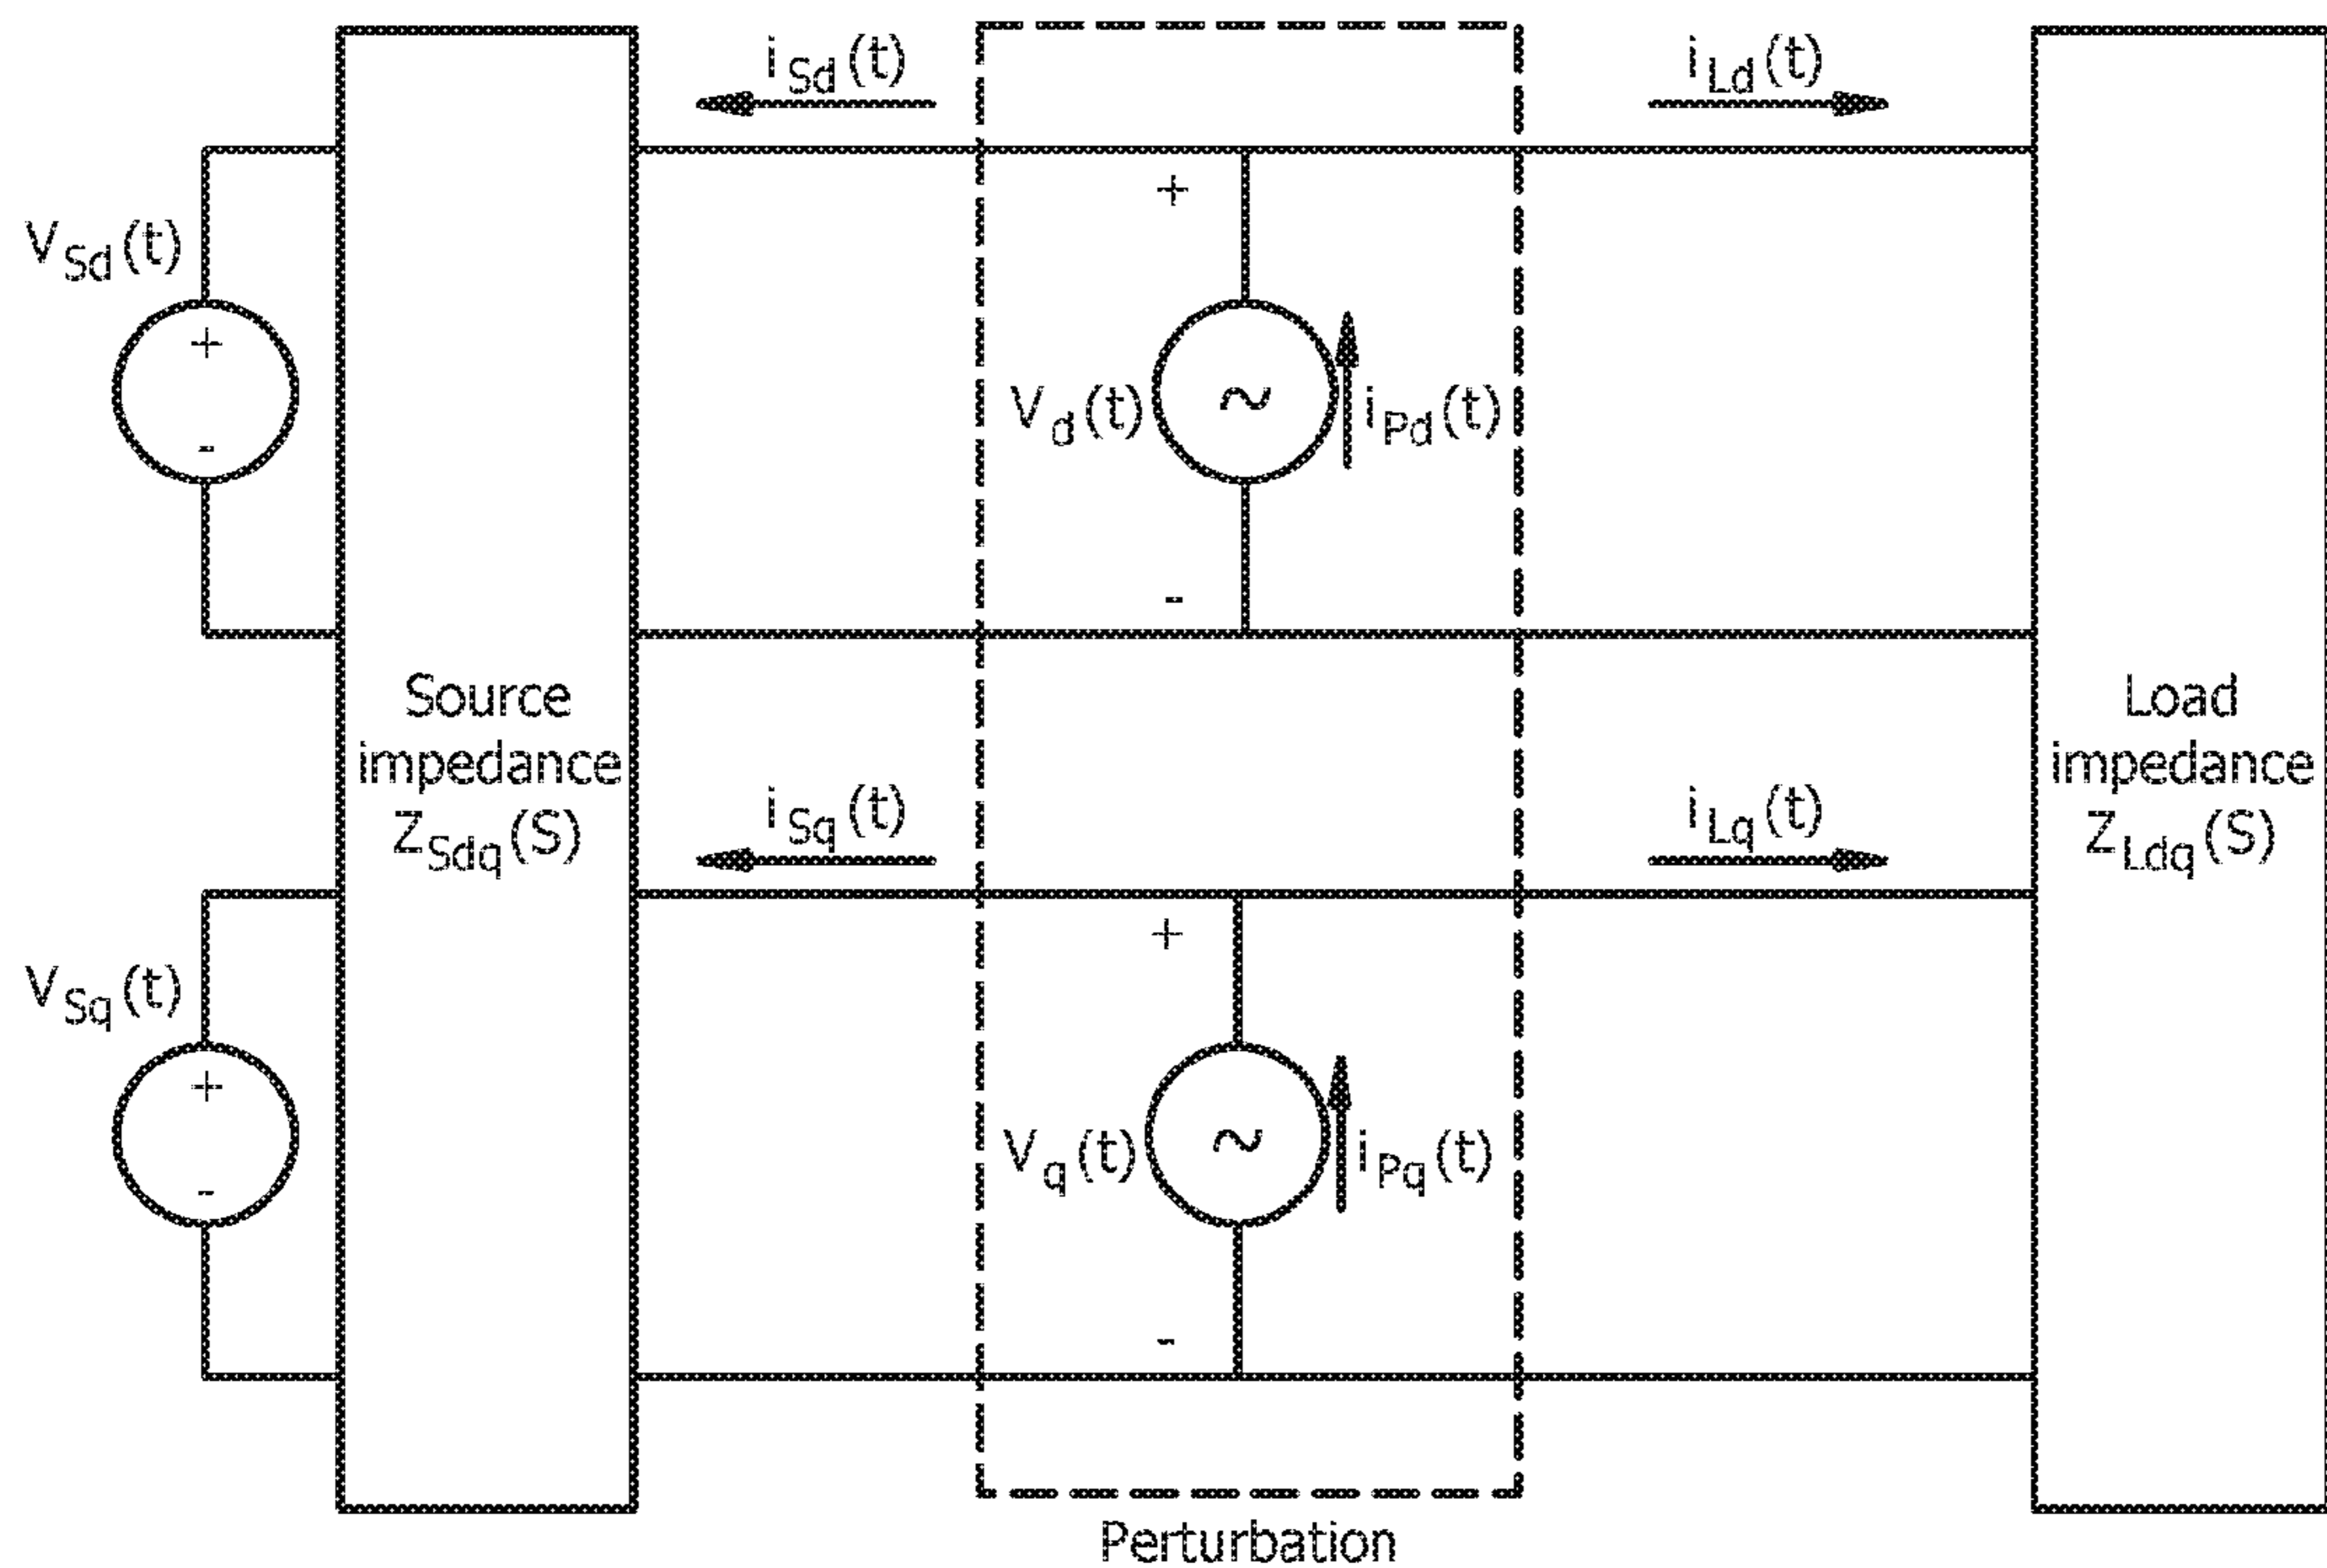 i_Sd(t)
i_Ld(t)
+
V_Sd(t)
+
-
V_d(t)
~
i_Pd(t)
-
Source
impedance
Z_Sdq(S)
Load
impedance
Z_Ldq(S)
i_Sq(t)
i_Lq(t)
+
V_Sq(t)
+
-
V_q(t)
~
i_Pq(t)
-
Perturbation